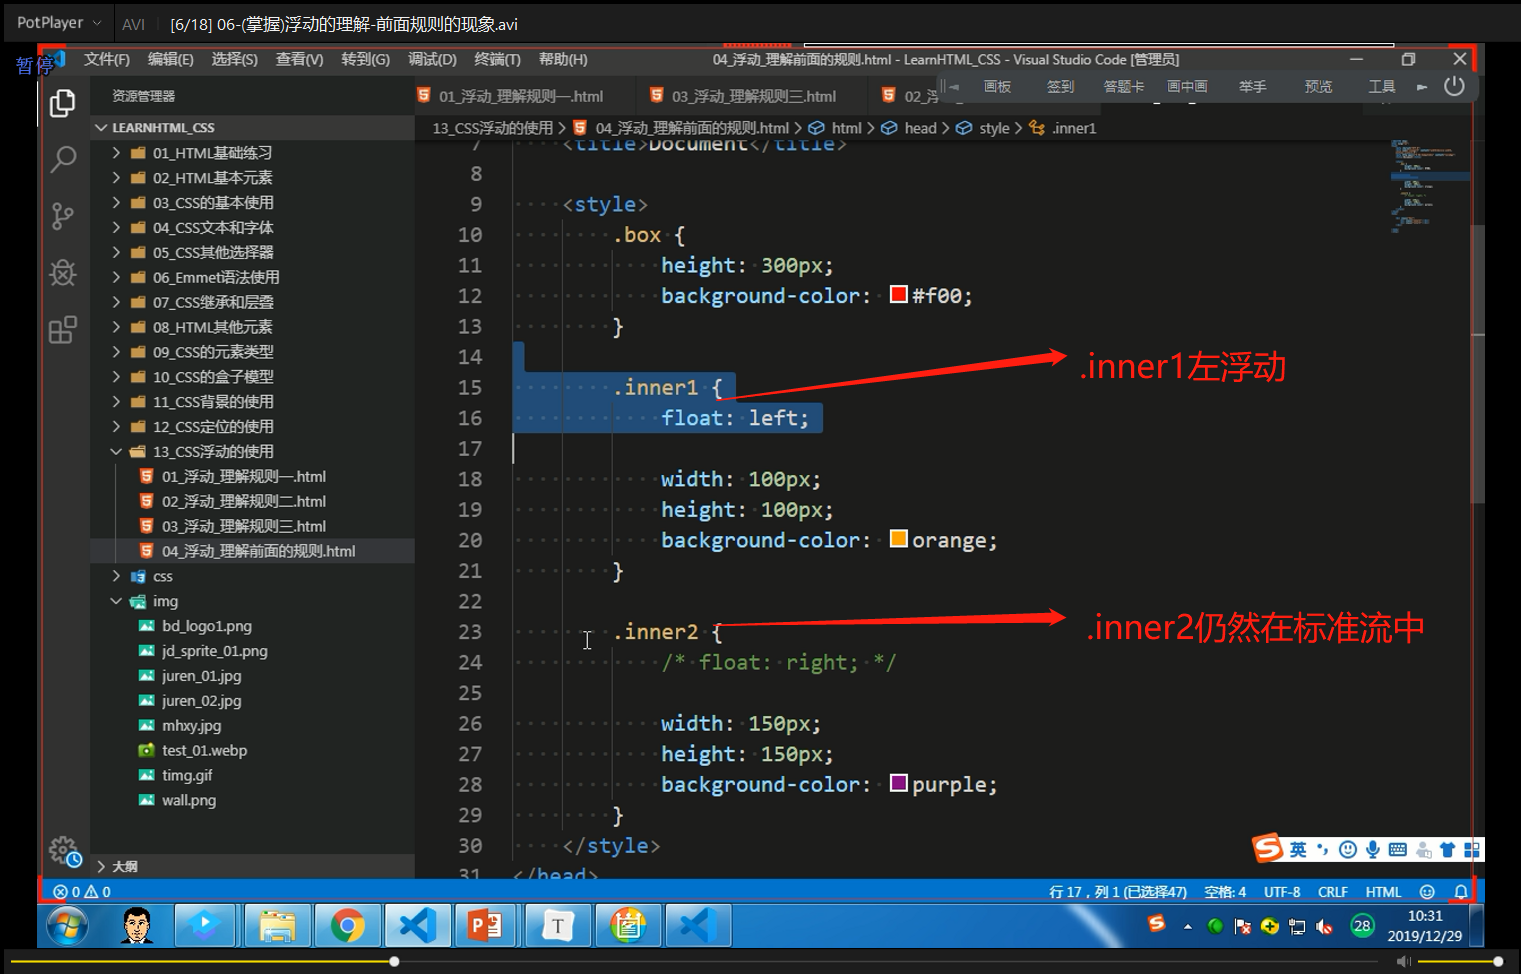 PotPlayer
AVI
[6/18] 06-(掌握)浮动的理解-前面规则的现象.avi
暂停
文件(F) 编辑(E) 选择(S) 查看(V) 转到(G) 调试(D) 终端(T) 帮助(H)
04_浮动_理解前面的规则.html - LearnHTML_CSS - Visual Studio Code [管理员]
画板 签到 答题卡 画中画 举手 预览 工具
资源管理器
01_浮动_理解规则一.html
03_浮动_理解规则三.html
02_浮
13_CSS浮动的使用 > 04_浮动_理解前面的规则.html > html > head > style > .inner1
LEARNHTML_CSS
01_HTML基础练习
02_HTML基本元素
03_CSS的基本使用
04_CSS文本和字体
05_CSS其他选择器
06_Emmet语法使用
07_CSS继承和层叠
08_HTML其他元素
09_CSS的元素类型
10_CSS的盒子模型
11_CSS背景的使用
12_CSS定位的使用
13_CSS浮动的使用
01_浮动_理解规则一.html
02_浮动_理解规则二.html
03_浮动_理解规则三.html
04_浮动_理解前面的规则.html
css
img
bd_logo1.png
jd_sprite_01.png
juren_01.jpg
juren_02.jpg
mhxy.jpg
test_01.webp
timg.gif
wall.png
大纲
7 <title>Document</title>
8
9 <style>
10 .box {
11 height: 300px;
12 background-color: #f00;
13 }
14
15 .inner1 {
16 float: left;
17
18 width: 100px;
19 height: 100px;
20 background-color: orange;
21 }
22
23 .inner2 {
24 /* float: right; */
25
26 width: 150px;
27 height: 150px;
28 background-color: purple;
29 }
30 </style>
31 </head>
.inner1左浮动
.inner2仍然在标准流中
英
0 0
行 17，列 1 (已选择47) 空格: 4 UTF-8 CRLF HTML
28
10:31
2019/12/29